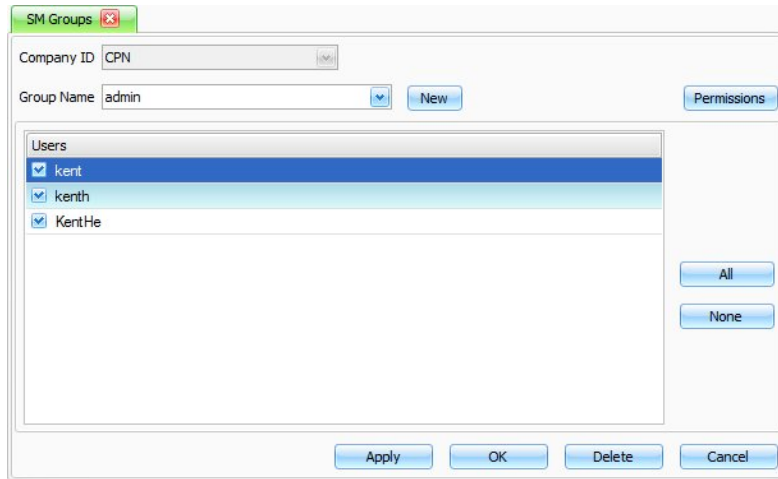 SM Groups
Company ID CPN
Group Name admin New Permissions
Users
kent
kenth
KentHe
All
None
Apply OK Delete Cancel